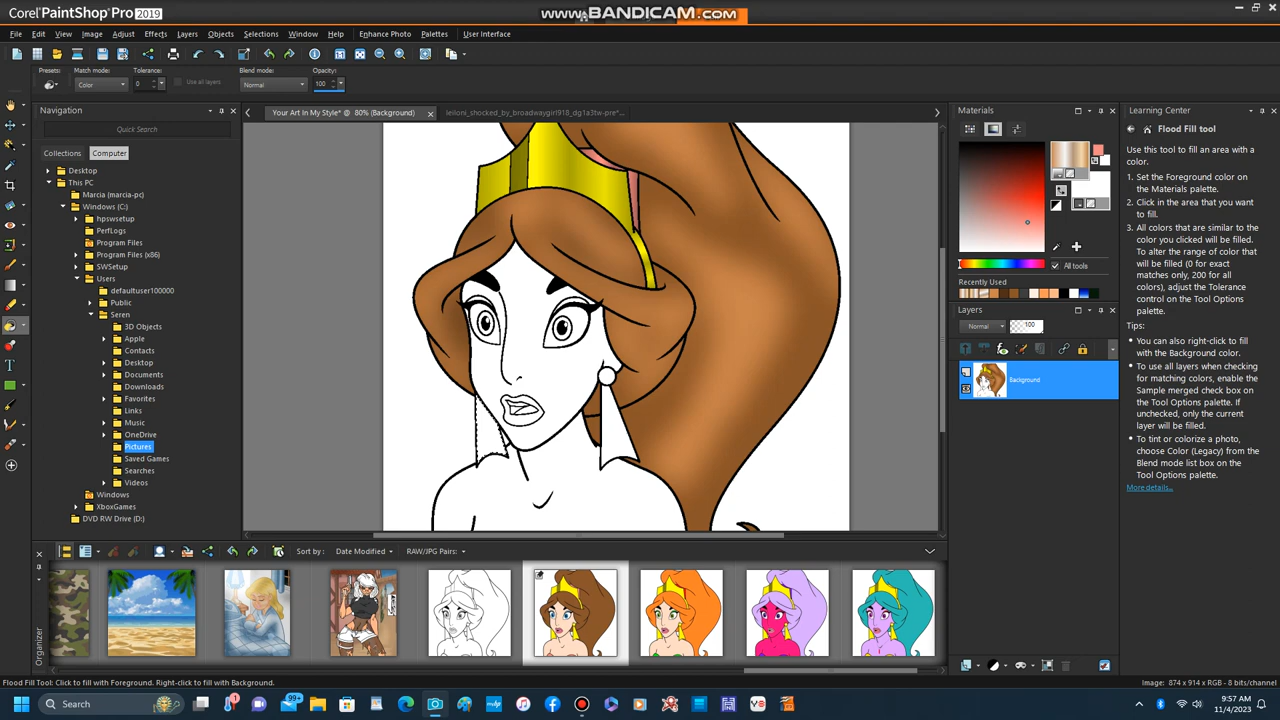 Corel® PaintShop® Pro 2019
www.BANDICAM.com
File Edit View Image Adjust Effects Layers Objects Selections Window Help Enhance Photo Palettes User Interface
Presets: Match mode: Tolerance: Blend mode: Opacity:
Color 0 Use all layers Normal 100
Navigation
Your Art In My Style* @ 80% (Background)
leiloni_shocked_by_broadwaygirl918_dg1a3tw-pre*...
Quick Search
Collections Computer
Desktop
This PC
Marcia (marcia-pc)
Windows (C:)
hpswsetup
PerfLogs
Program Files
Program Files (x86)
SWSetup
Users
defaultuser100000
Public
Seren
3D Objects
Apple
Contacts
Desktop
Documents
Downloads
Favorites
Links
Music
OneDrive
Pictures
Saved Games
Searches
Videos
Windows
XboxGames
DVD RW Drive (D:)
Materials
All tools
Recently Used
Layers
Normal 100
Background
Learning Center
Flood Fill tool
Use this tool to fill an area with a
color.
1. Set the Foreground color on
the Materials palette.
2. Click in the area that you want
to fill.
3. All colors that are similar to the
color you clicked will be filled.
To alter the range of color that
will be filled (0 for exact
matches only, 200 for all
colors), adjust the Tolerance
control on the Tool Options
palette.
Tips:
• You can also right-click to fill
with the Background color.
• To use all layers when checking
for matching colors, enable the
Sample merged check box on
the Tool Options palette. If
unchecked, only the current
layer will be filled.
• To tint or colorize a photo,
choose Color (Legacy) from the
Blend mode list box on the
Tool Options palette.
More details...
Organizer
Sort by: Date Modified RAW/JPG Pairs:
Flood Fill Tool: Click to fill with Foreground. Right-click to fill with Background.
Image: 874 x 914 x RGB - 8 bits/channel
Search
1
99+
9:57 AM
11/4/2023